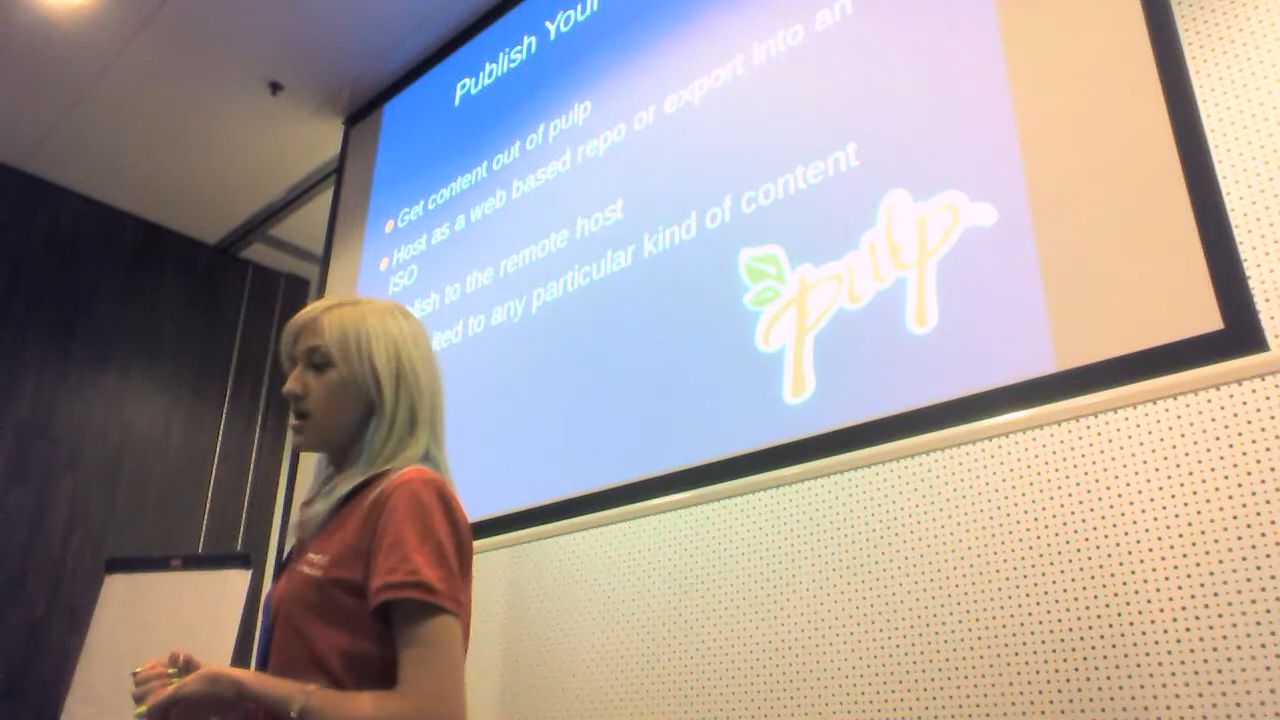 Publish Your
Get content out of pulp
Host as a web based repo or export into an
ISO
to the remote host
to any particular kind of content
pulp